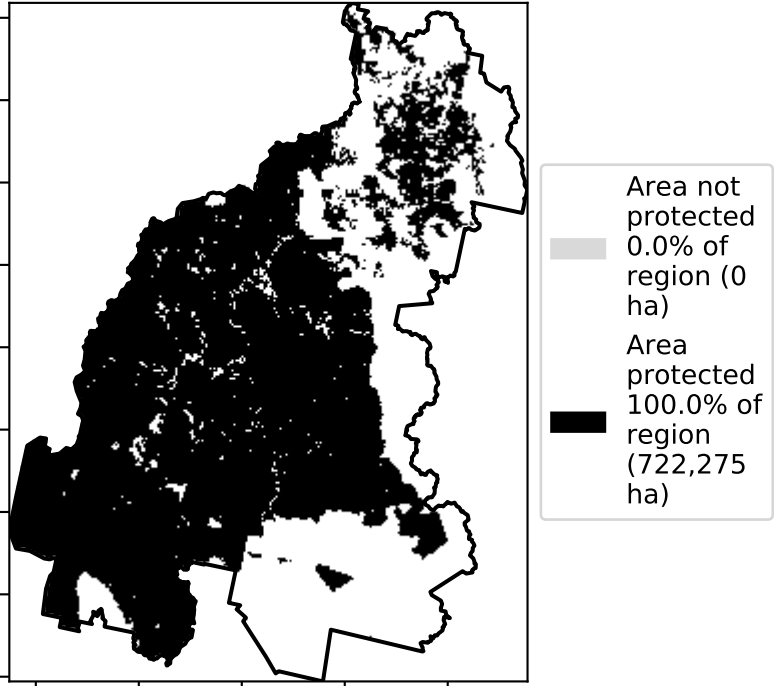 Area not
protected
0.0% of
region (0
ha)
Area
protected
100.0% of
region
(722,275
ha)